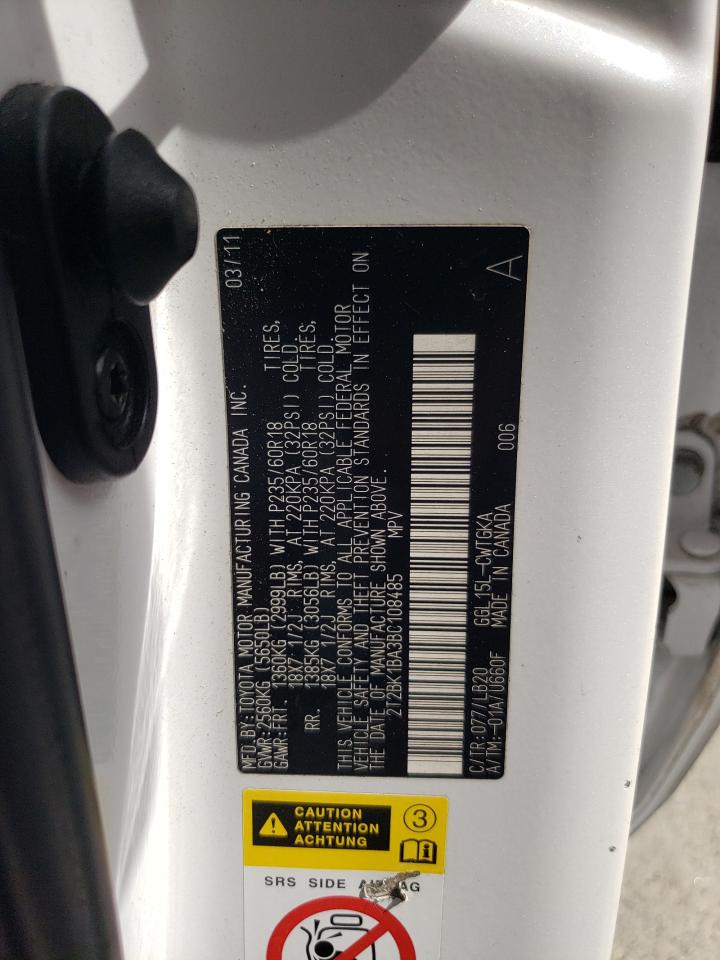 MFD. BY: TOYOTA MOTOR MANUFACTURING CANADA INC. 03/11
GVWR: 2560KG (5650LB)
GAWR: FRT. 1860KG (2999LB) WITH P235/60R18 TIRES,
18X7 1/2J RIMS, AT 220KPA (32PSI) COLD.
RR. 1385KG (3056LB) WITH P235/60R18 TIRES,
18X7 1/2J RIMS, AT 220KPA (32PSI) COLD.
THIS VEHICLE CONFORMS TO ALL APPLICABLE FEDERAL MOTOR
VEHICLE SAFETY AND THEFT PREVENTION STANDARDS IN EFFECT ON
THE DATE OF MANUFACTURE SHOWN ABOVE.
2T2BK1BA3BC108485 MPV
A
C/TR: 077/LB20 GGL15L-CWTGKA
A/TM: -01A/U660F MADE IN CANADA 006
CAUTION
ATTENTION
ACHTUNG
3
i
SRS SIDE AIRBAG